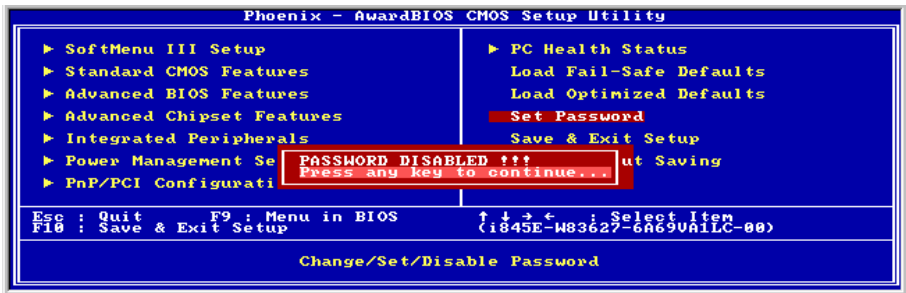 Phoenix - AwardBIOS CMOS Setup Utility
▶ SoftMenu III Setup
▶ Standard CMOS Features
▶ Advanced BIOS Features
▶ Advanced Chipset Features
▶ Integrated Peripherals
▶ Power Management Se
▶ PnP/PCI Configurati
▶ PC Health Status
Load Fail-Safe Defaults
Load Optimized Defaults
Set Password
Save & Exit Setup
ut Saving
PASSWORD DISABLED !!!
Press any key to continue...
Esc : Quit F9 : Menu in BIOS
F10 : Save & Exit Setup
↑ ↓ → ← : Select Item
(i845E-W83627-6A69VA1LC-00)
Change/Set/Disable Password